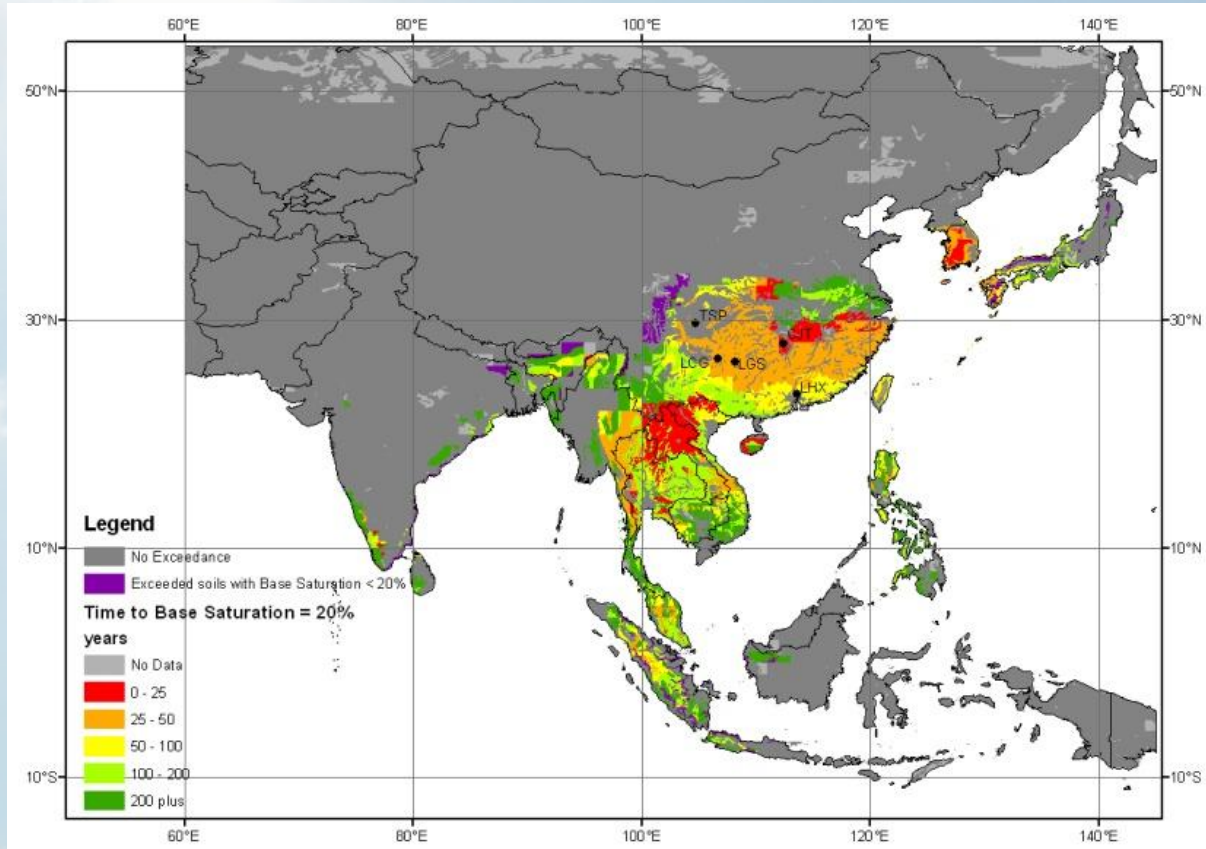 60°E 80°E 100°E 120°E 140°E
50°N 50°N
30°N 30°N
TSP
LCG LGS
LHX
10°N 10°N
10°S 10°S
Legend
No Exceedance
Exceeded soils with Base Saturation < 20%
Time to Base Saturation = 20%
years
No Data
0 - 25
25 - 50
50 - 100
100 - 200
200 plus
60°E 80°E 100°E 120°E 140°E